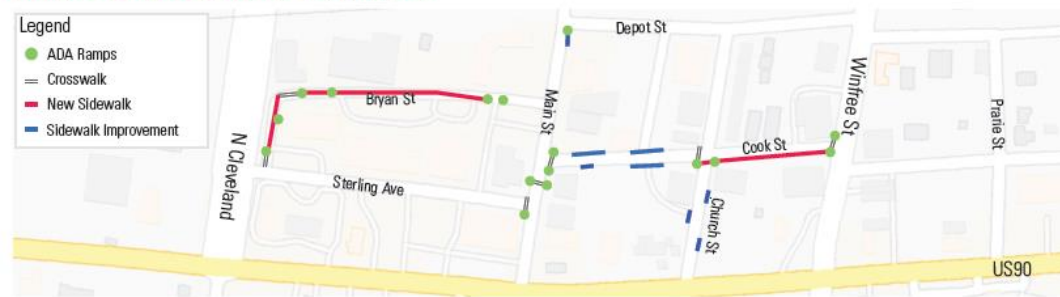 Legend
ADA Ramps
Crosswalk
New Sidewalk
Sidewalk Improvement
Depot St
Bryan St
Main St
Winfree St
Prarie St
N Cleveland
Cook St
Sterling Ave
Church St
US90